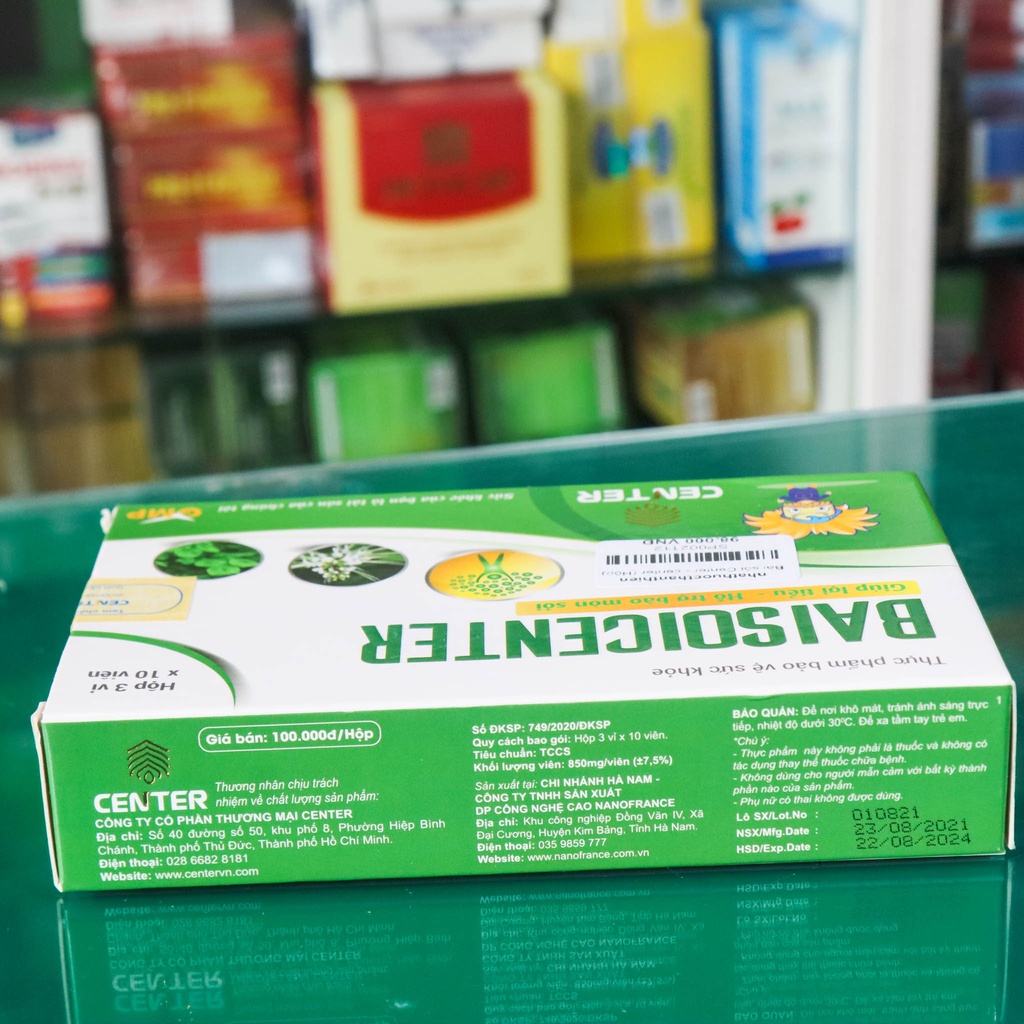 Sức khỏe của bạn là tài sản của chúng tôi
CENTER
GMP
nhathuocthanthien
Bai sỏi Center center (Hộp)
SP002112
98.000 VND
Thực phẩm bảo vệ sức khỏe
BAISOICENTER
Giúp lợi tiểu - Hỗ trợ bào mòn sỏi
Hộp 3 vỉ
x 10 viên
Giá bán: 100.000đ/Hộp
CENTER
Thương nhân chịu trách
nhiệm về chất lượng sản phẩm:
CÔNG TY CỔ PHẦN THƯƠNG MẠI CENTER
Địa chỉ: Số 40 đường số 50, khu phố 8, Phường Hiệp Bình
Chánh, Thành phố Thủ Đức, Thành phố Hồ Chí Minh.
Điện thoại: 028 6682 8181
Website: www.centervn.com
Số ĐKSP: 749/2020/ĐKSP
Quy cách bao gói: Hộp 3 vỉ x 10 viên.
Tiêu chuẩn: TCCS
Khối lượng viên: 850mg/viên (±7,5%)
Sản xuất tại: CHI NHÁNH HÀ NAM -
CÔNG TY TNHH SẢN XUẤT
DP CÔNG NGHỆ CAO NANOFRANCE
Địa chỉ: Khu công nghiệp Đồng Văn IV, Xã
Đại Cương, Huyện Kim Bảng, Tỉnh Hà Nam.
Điện thoại: 035 9859 777
Website: www.nanofrance.com.vn
BẢO QUẢN: Để nơi khô mát, tránh ánh sáng trực
tiếp, nhiệt độ dưới 30ºC. Để xa tầm tay trẻ em.
*Chú ý:
- Thực phẩm này không phải là thuốc và không có
tác dụng thay thế thuốc chữa bệnh.
- Không dùng cho người mẫn cảm với bất kỳ thành
phần nào của sản phẩm.
- Phụ nữ có thai không được dùng.
Lô SX/Lot.No : 010821
NSX/Mfg.Date : 23/08/2021
HSD/Exp.Date : 22/08/2024